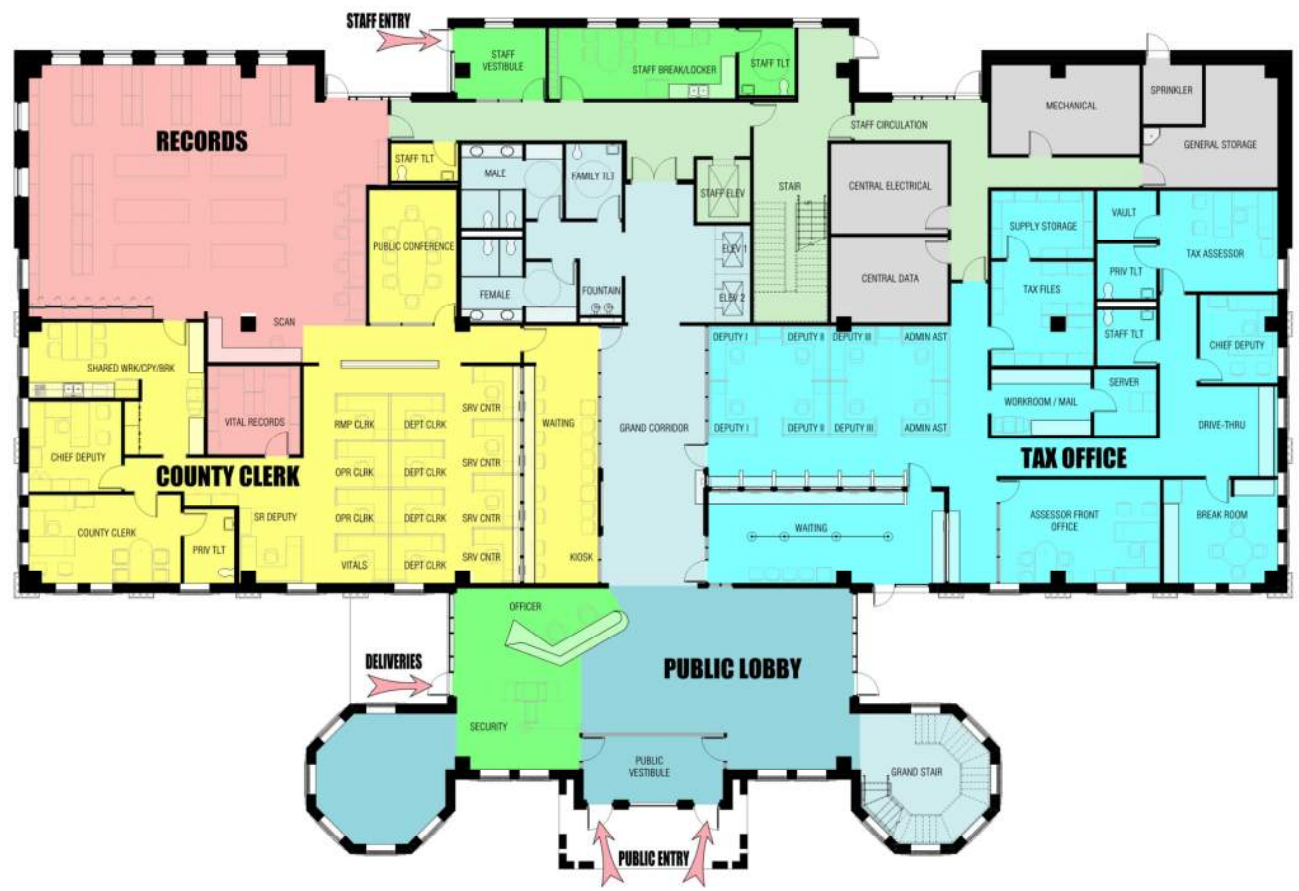 STAFF ENTRY
STAFF
VESTIBULE
STAFF BREAK/LOCKER
STAFF TLT
MECHANICAL
SPRINKLER
GENERAL STORAGE
STAFF CIRCULATION
RECORDS
STAFF TLT
MALE
FAMILY TLT
STAFF ELEV
STAIR
CENTRAL ELECTRICAL
SUPPLY STORAGE
VAULT
TAX ASSESSOR
PUBLIC CONFERENCE
ELEV 1
CENTRAL DATA
PRIV TLT
TAX FILES
FEMALE
FOUNTAIN
ELEV 2
SCAN
STAFF TLT
CHIEF DEPUTY
DEPUTY I
DEPUTY II
DEPUTY III
ADMIN AST
SHARED WRK/CPY/BRK
SERVER
WORKROOM / MAIL
VITAL RECORDS
RMP CLRK
DEPT CLRK
SRV CNTR
WAITING
GRAND CORRIDOR
DEPUTY I
DEPUTY II
DEPUTY III
ADMIN AST
DRIVE-THRU
CHIEF DEPUTY
COUNTY CLERK
OPR CLRK
DEPT CLRK
SRV CNTR
TAX OFFICE
COUNTY CLERK
SR DEPUTY
OPR CLRK
DEPT CLRK
SRV CNTR
WAITING
ASSESSOR FRONT
OFFICE
BREAK ROOM
PRIV TLT
VITALS
DEPT CLRK
SRV CNTR
KIOSK
OFFICER
DELIVERIES
PUBLIC LOBBY
SECURITY
PUBLIC
VESTIBULE
GRAND STAIR
PUBLIC ENTRY